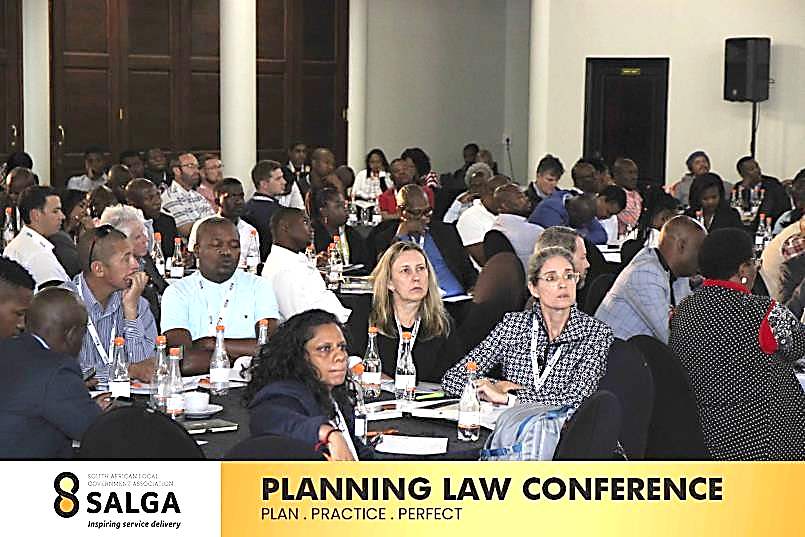 SOUTH AFRICAN LOCAL
GOVERNMENT ASSOCIATION
SALGA
Inspiring service delivery
PLANNING LAW CONFERENCE
PLAN . PRACTICE . PERFECT